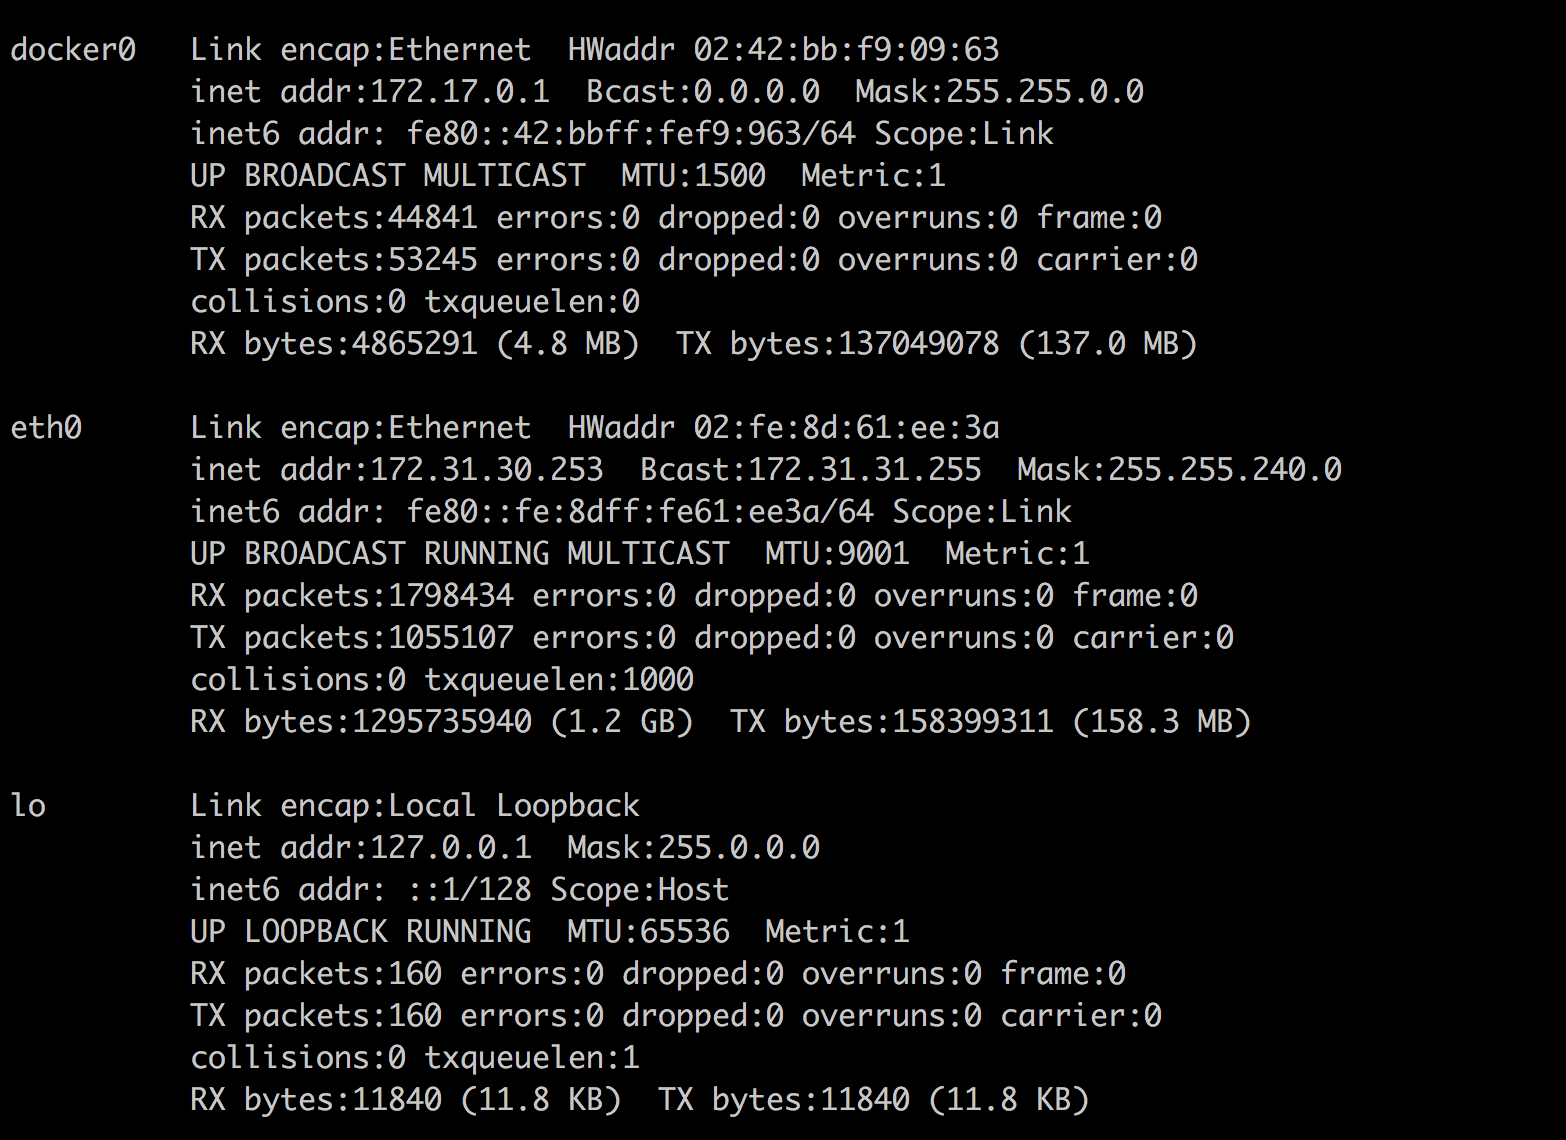 docker0   Link encap:Ethernet  HWaddr 02:42:bb:f9:09:63
          inet addr:172.17.0.1  Bcast:0.0.0.0  Mask:255.255.0.0
          inet6 addr: fe80::42:bbff:fef9:963/64 Scope:Link
          UP BROADCAST MULTICAST  MTU:1500  Metric:1
          RX packets:44841 errors:0 dropped:0 overruns:0 frame:0
          TX packets:53245 errors:0 dropped:0 overruns:0 carrier:0
          collisions:0 txqueuelen:0
          RX bytes:4865291 (4.8 MB)  TX bytes:137049078 (137.0 MB)

eth0      Link encap:Ethernet  HWaddr 02:fe:8d:61:ee:3a
          inet addr:172.31.30.253  Bcast:172.31.31.255  Mask:255.255.240.0
          inet6 addr: fe80::fe:8dff:fe61:ee3a/64 Scope:Link
          UP BROADCAST RUNNING MULTICAST  MTU:9001  Metric:1
          RX packets:1798434 errors:0 dropped:0 overruns:0 frame:0
          TX packets:1055107 errors:0 dropped:0 overruns:0 carrier:0
          collisions:0 txqueuelen:1000
          RX bytes:1295735940 (1.2 GB)  TX bytes:158399311 (158.3 MB)

lo        Link encap:Local Loopback
          inet addr:127.0.0.1  Mask:255.0.0.0
          inet6 addr: ::1/128 Scope:Host
          UP LOOPBACK RUNNING  MTU:65536  Metric:1
          RX packets:160 errors:0 dropped:0 overruns:0 frame:0
          TX packets:160 errors:0 dropped:0 overruns:0 carrier:0
          collisions:0 txqueuelen:1
          RX bytes:11840 (11.8 KB)  TX bytes:11840 (11.8 KB)